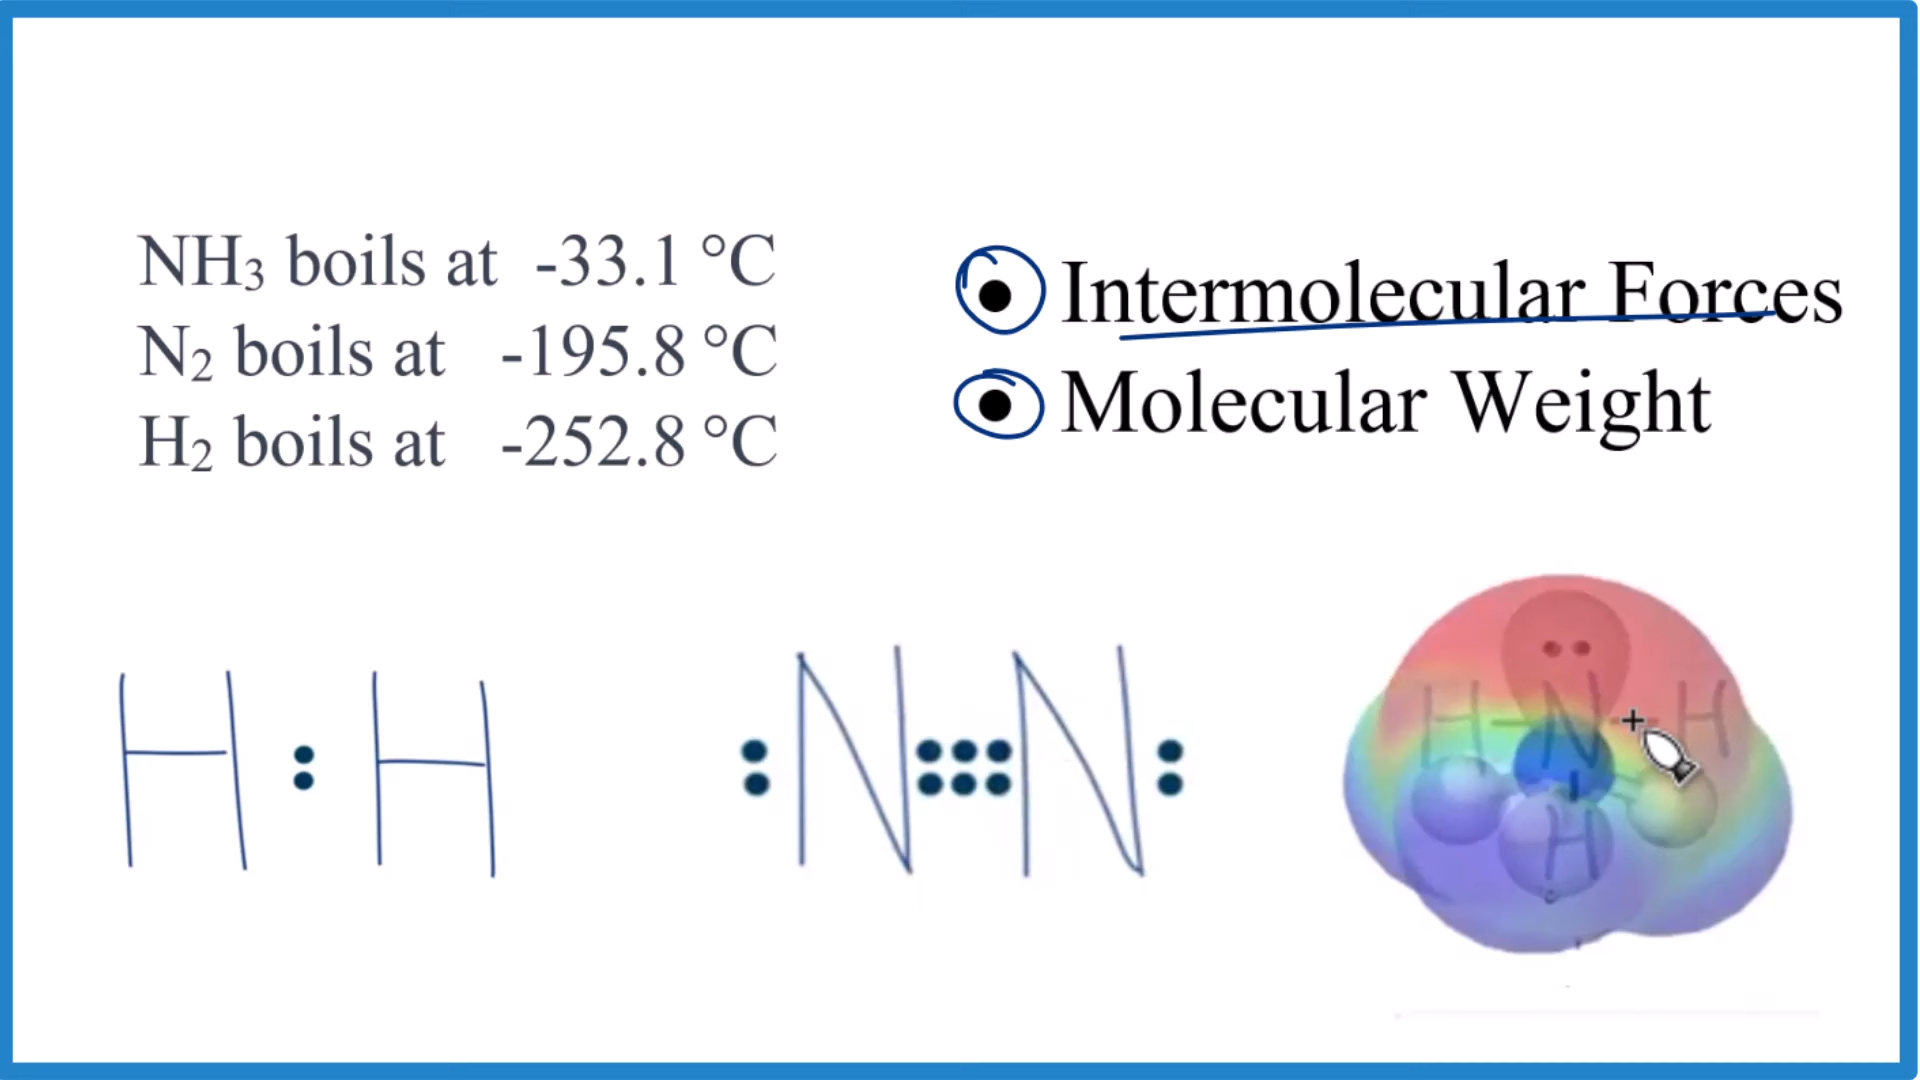 NH₃ boils at -33.1 °C
N₂ boils at -195.8 °C
H₂ boils at -252.8 °C
• Intermolecular Forces
• Molecular Weight
H : H
:N:::N:
H-N-H
H